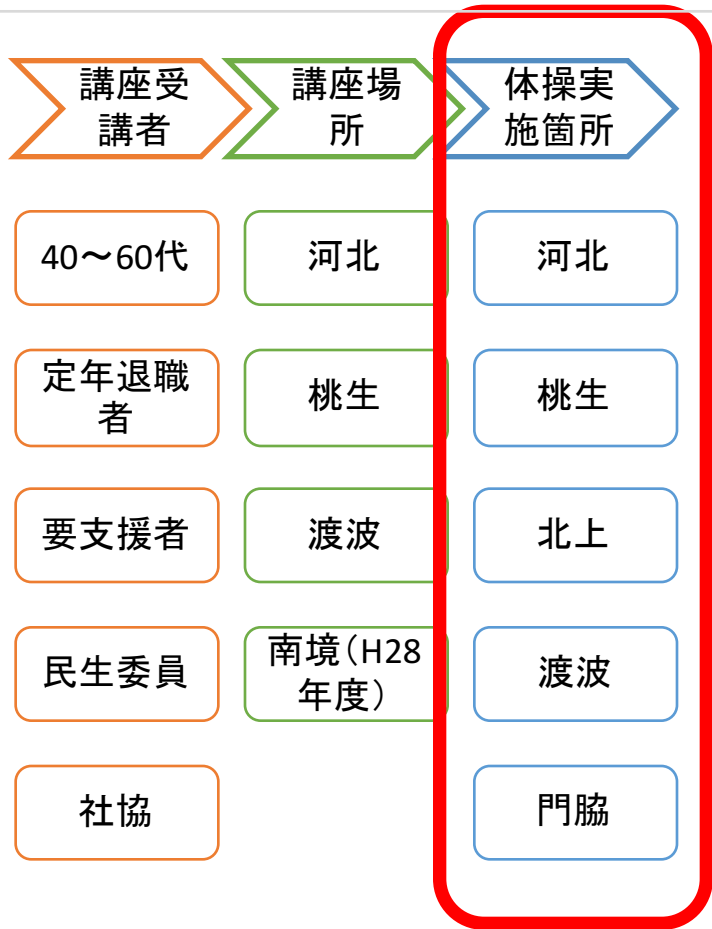 講座受
講者
講座場
所
体操実
施箇所
40～60代
河北
河北
定年退職
者
桃生
桃生
要支援者
渡波
北上
民生委員
南境（H28
年度）
渡波
社協
門脇